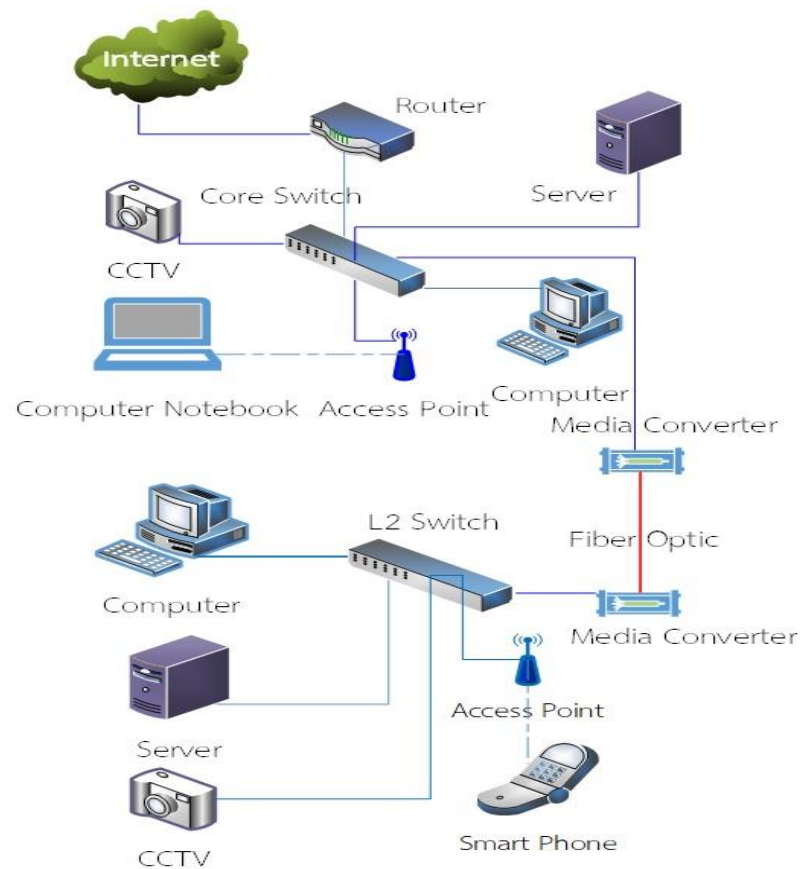 Internet
Router
Core Switch
Server
CCTV
Computer Notebook
Access Point
Computer
Media Converter
L2 Switch
Fiber Optic
Computer
Media Converter
Access Point
Server
Smart Phone
CCTV